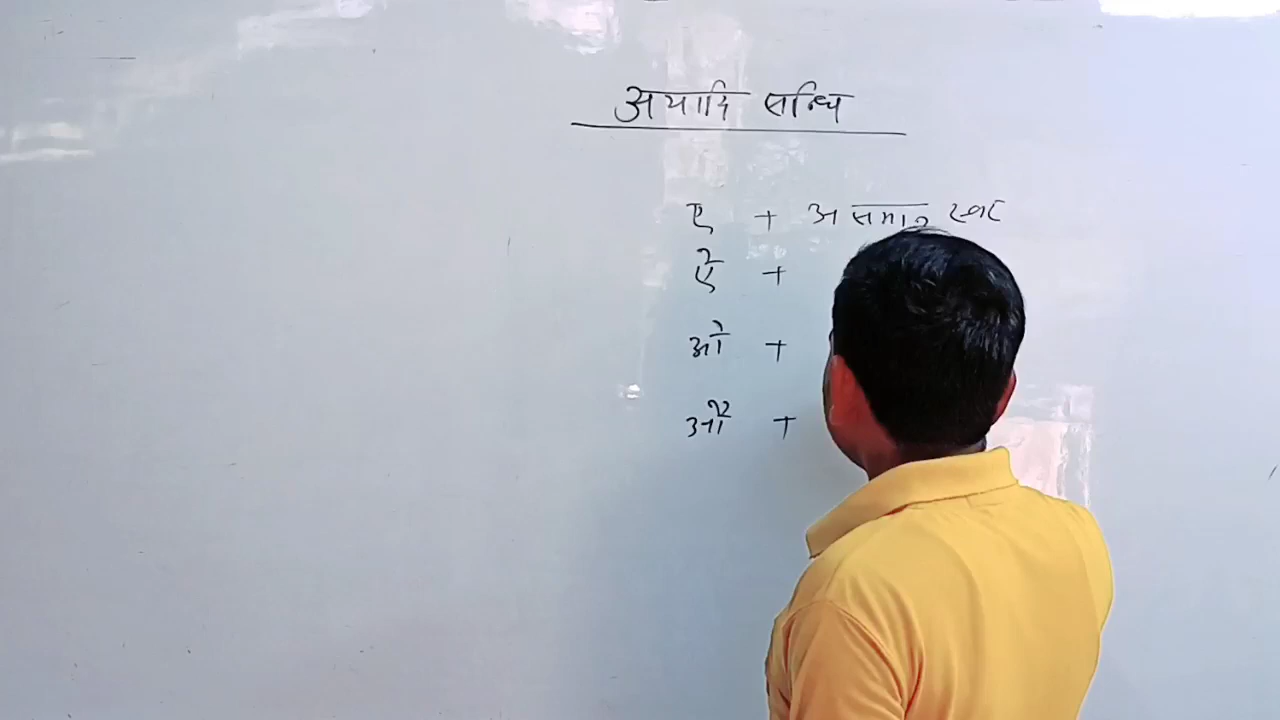 अयादि सन्धि
ए + असमान स्वर
ऐ +
ओ +
औ +